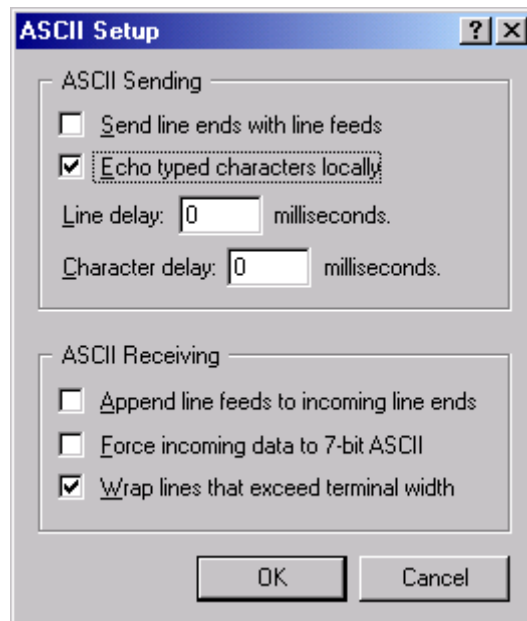 ASCII Setup
ASCII Sending
Send line ends with line feeds
Echo typed characters locally
Line delay: 0 milliseconds.
Character delay: 0 milliseconds.
ASCII Receiving
Append line feeds to incoming line ends
Force incoming data to 7-bit ASCII
Wrap lines that exceed terminal width
OK Cancel